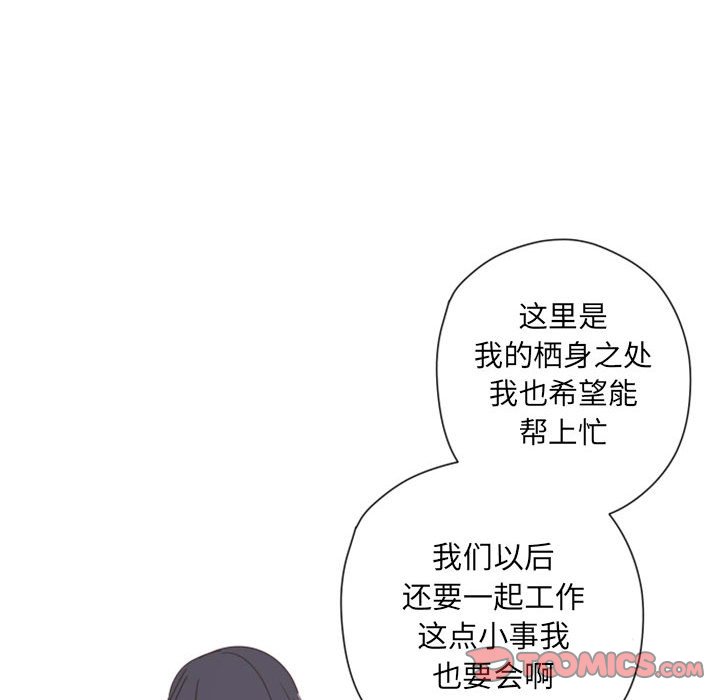 这里是
我的栖身之处
我也希望能
帮上忙
我们以后
还要一起工作
这点小事我
也要会啊
TOOMICS.COM